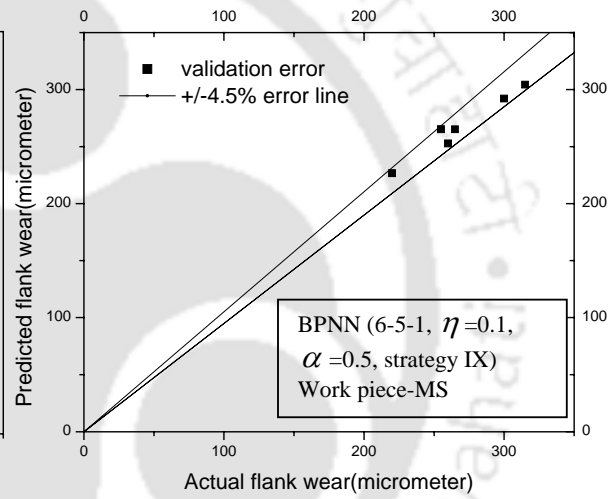 0 100 200 300
validation error
+/-4.5% error line
300
200
100
0
300
200
100
0
Predicted flank wear(micrometer)
BPNN (6-5-1, η =0.1,
α =0.5, strategy IX)
Work piece-MS
0 100 200 300
Actual flank wear(micrometer)